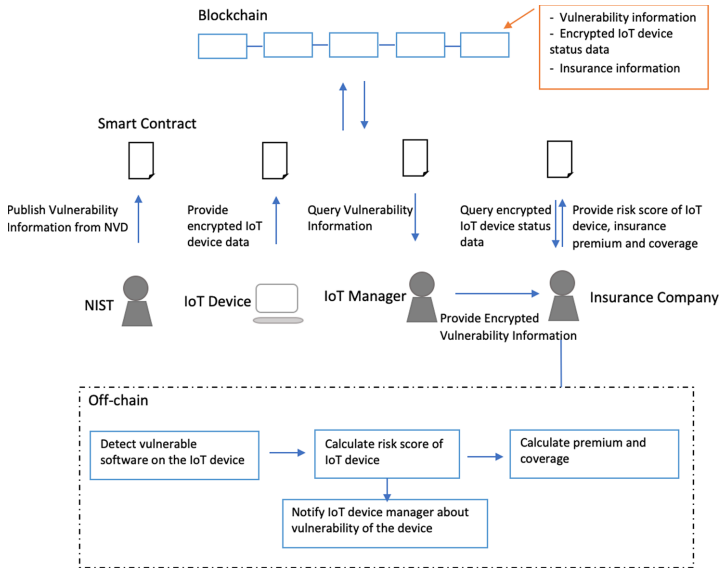 Blockchain
- Vulnerability information
- Encrypted IoT device
status data
- Insurance information
Smart Contract
Publish Vulnerability
Information from NVD
Provide
encrypted IoT
device data
Query Vulnerability
Information
Query encrypted
IoT device status
data
Provide risk score of IoT
device, insurance
premium and coverage
NIST
IoT Device
IoT Manager
Insurance Company
Provide Encrypted
Vulnerability Information
Off-chain
Detect vulnerable
software on the IoT device
Calculate risk score of
IoT device
Calculate premium and
coverage
Notify IoT device manager about
vulnerability of the device